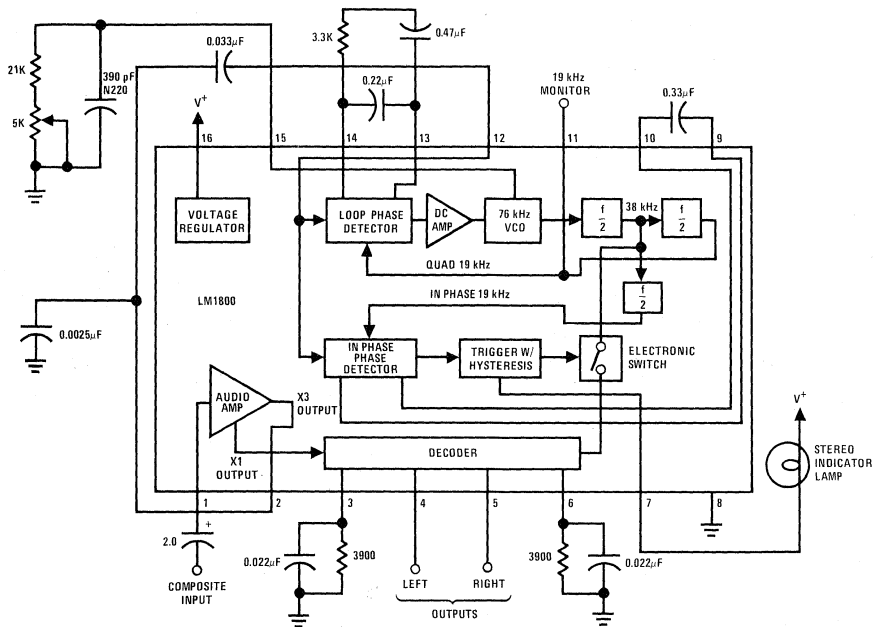 0.033µF
3.3K
0.47µF
21K
390 pF
N220
0.22µF
19 kHz
MONITOR
0.33µF
5K
V+
16
15
14
13
12
11
10
9
VOLTAGE
REGULATOR
LOOP PHASE
DETECTOR
DC
AMP
76 kHz
VCO
f
2
38 kHz
f
2
QUAD 19 kHz
f
2
IN PHASE 19 kHz
LM1800
0.0025µF
IN PHASE
PHASE
DETECTOR
TRIGGER W/
HYSTERESIS
ELECTRONIC
SWITCH
AUDIO
AMP
X3
OUTPUT
V+
X1
OUTPUT
DECODER
STEREO
INDICATOR
LAMP
1
2
3
4
5
6
7
8
+
2.0
0.022µF
3900
3900
0.022µF
COMPOSITE
INPUT
LEFT
RIGHT
OUTPUTS